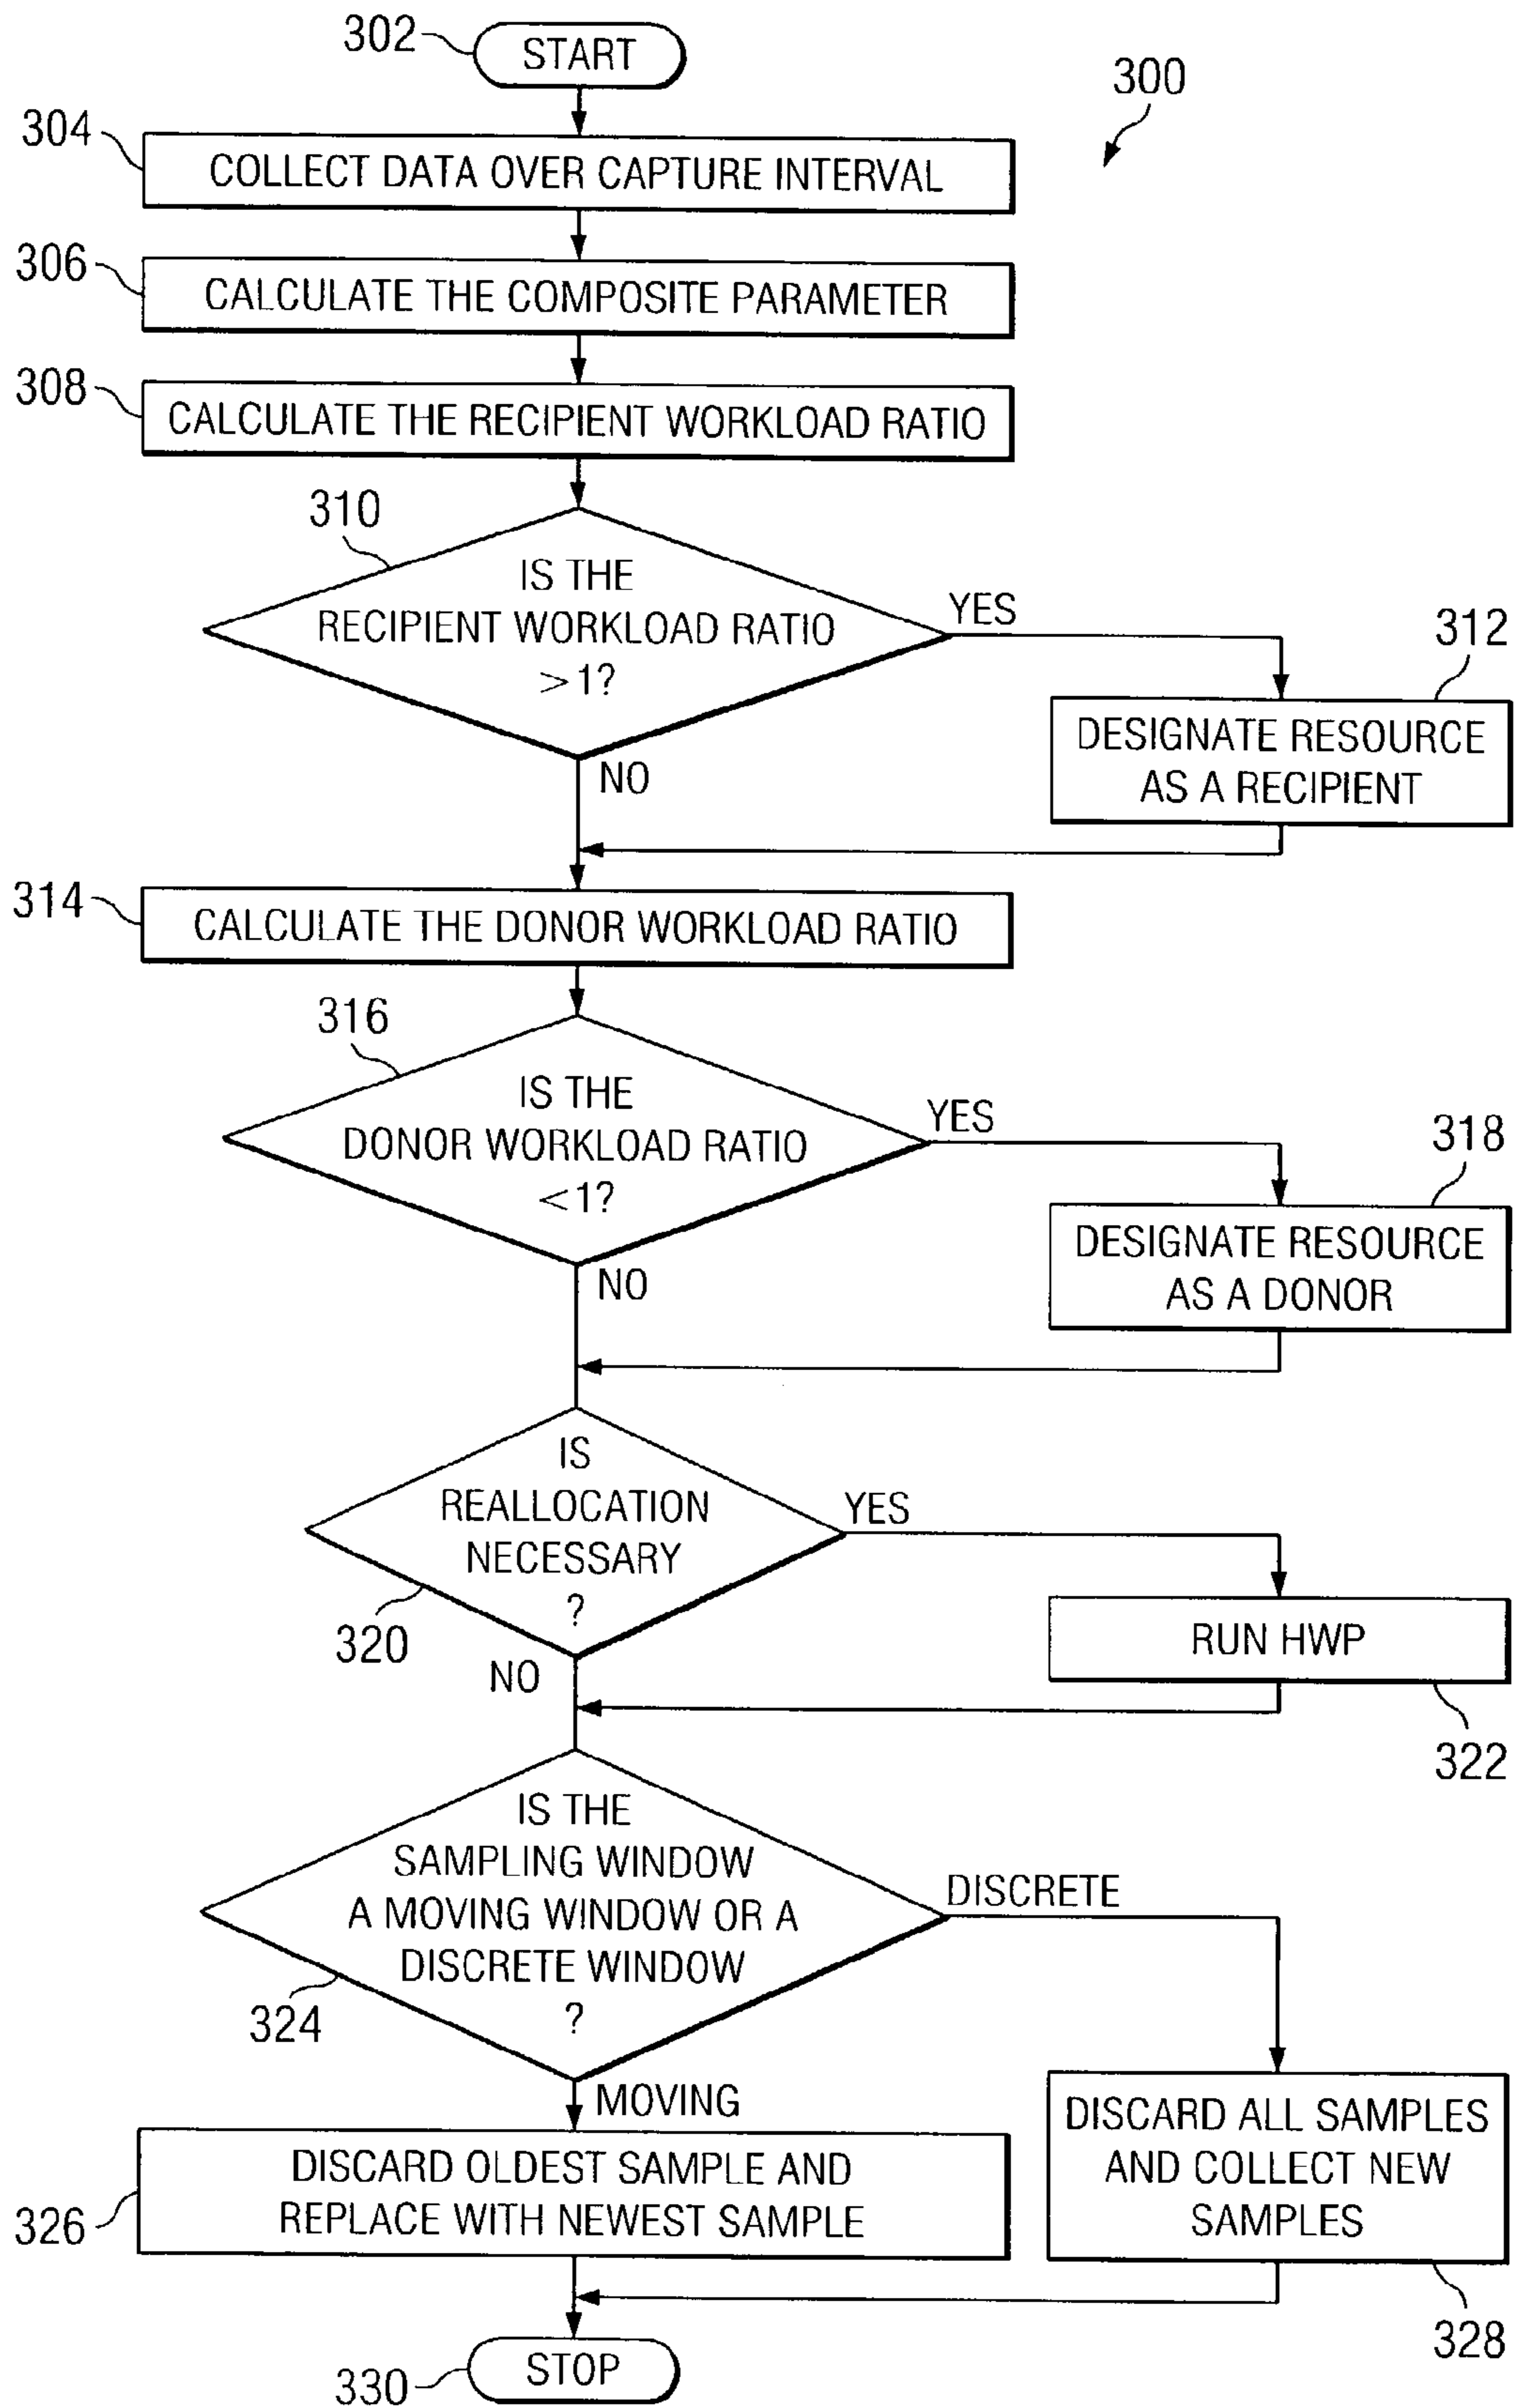 302
START
300
304
COLLECT DATA OVER CAPTURE INTERVAL
306
CALCULATE THE COMPOSITE PARAMETER
308
CALCULATE THE RECIPIENT WORKLOAD RATIO
310
IS THE
RECIPIENT WORKLOAD RATIO
>1?
YES
312
DESIGNATE RESOURCE
AS A RECIPIENT
NO
314
CALCULATE THE DONOR WORKLOAD RATIO
316
IS THE
DONOR WORKLOAD RATIO
<1?
YES
318
DESIGNATE RESOURCE
AS A DONOR
NO
IS
REALLOCATION
NECESSARY
?
YES
320
RUN HWP
NO
322
IS THE
SAMPLING WINDOW
A MOVING WINDOW OR A
DISCRETE WINDOW
?
DISCRETE
324
MOVING
DISCARD ALL SAMPLES
AND COLLECT NEW
SAMPLES
DISCARD OLDEST SAMPLE AND
REPLACE WITH NEWEST SAMPLE
326
328
STOP
330